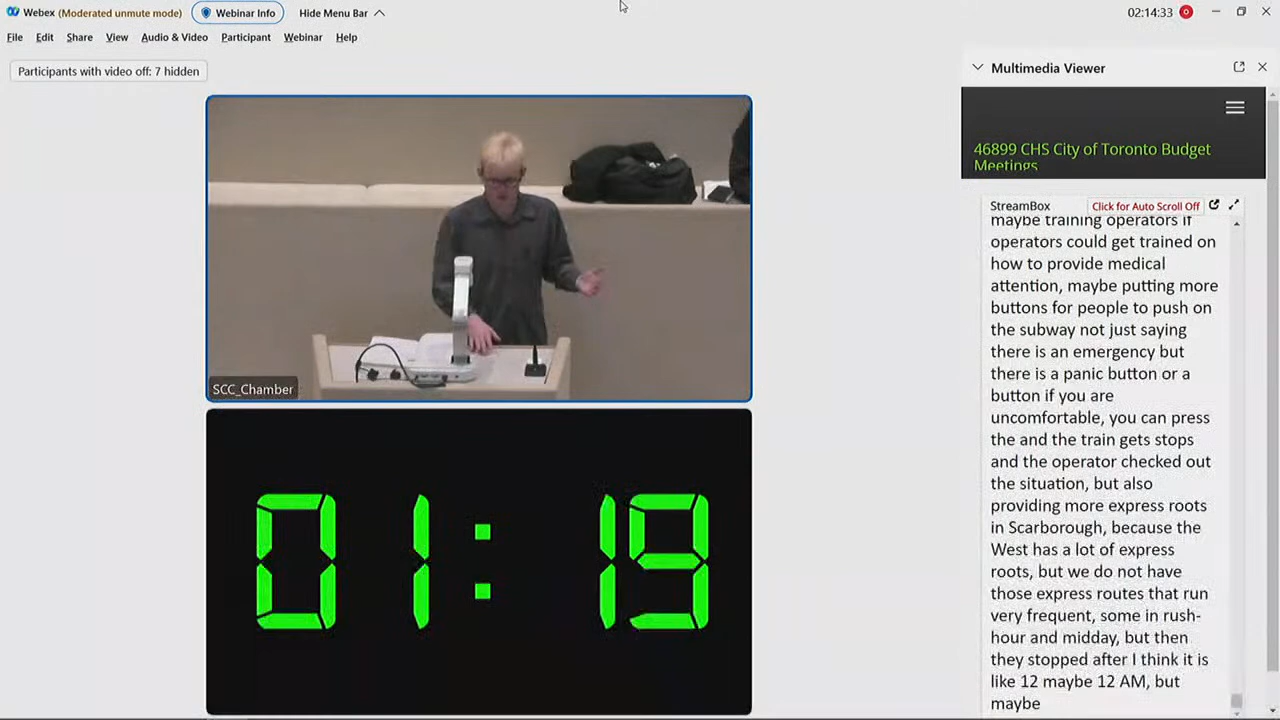 Webex (Moderated unmute mode)
Webinar Info
Hide Menu Bar
02:14:33
File Edit Share View Audio & Video Participant Webinar Help
Participants with video off: 7 hidden
Multimedia Viewer
46899 CHS City of Toronto Budget
Meetings
StreamBox
Click for Auto Scroll Off
maybe training operators if
operators could get trained on
how to provide medical
attention, maybe putting more
buttons for people to push on
the subway not just saying
there is an emergency but
there is a panic button or a
button if you are
uncomfortable, you can press
the and the train gets stops
and the operator checked out
the situation, but also
providing more express roots
in Scarborough, because the
West has a lot of express
roots, but we do not have
those express routes that run
very frequent, some in rush-
hour and midday, but then
they stopped after I think it is
like 12 maybe 12 AM, but
maybe
SCC_Chamber
01:19